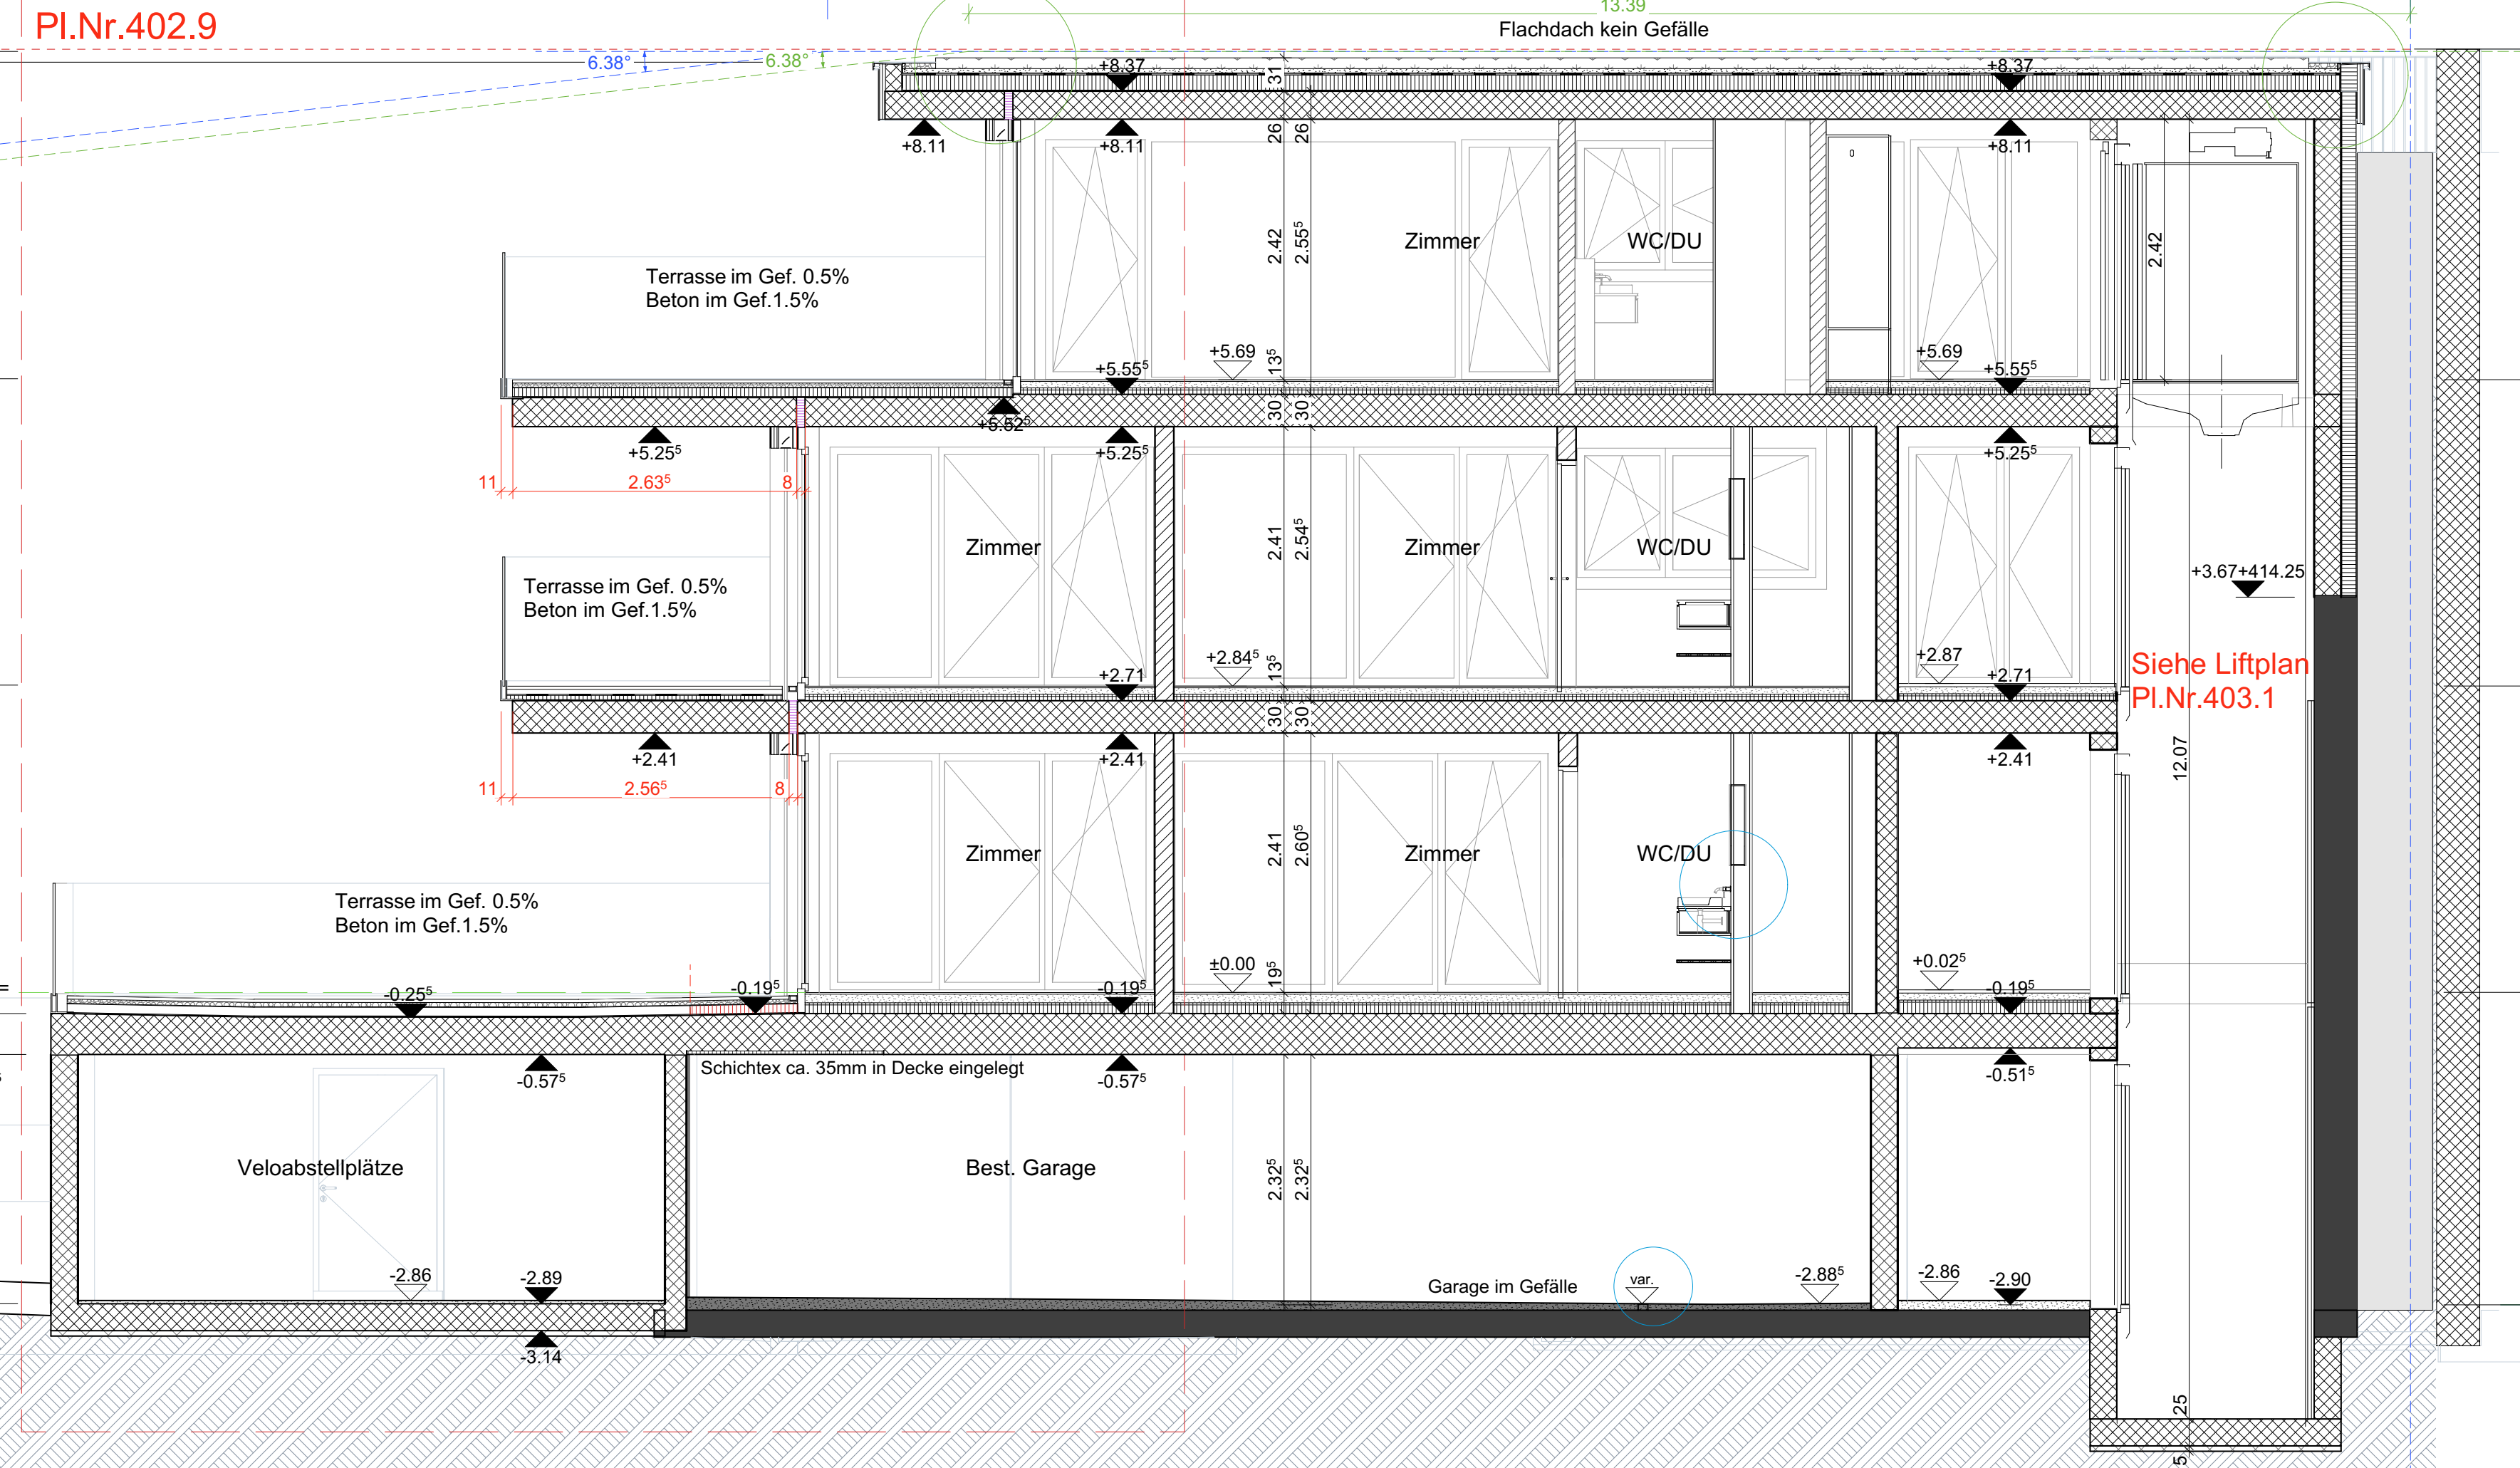 Pl.Nr.402.9
13.39
Flachdach kein Gefälle
6.38°
6.38°
+8.37
31
+8.37
+8.11
+8.11
26
26
+8.11
Zimmer
WC/DU
2.42
2.55⁵
2.42
Terrasse im Gef. 0.5%
Beton im Gef.1.5%
+5.69
+5.55⁵
13⁵
+5.69
+5.55⁵
30
30
+5.52⁵
+5.25⁵
+5.25⁵
+5.25⁵
11
2.63⁵
8
Zimmer
Zimmer
WC/DU
2.41
2.54⁵
+3.67+414.25
Terrasse im Gef. 0.5%
Beton im Gef.1.5%
+2.84⁵
13⁵
+2.87
+2.71
+2.71
Siehe Liftplan
Pl.Nr.403.1
30
30
+2.41
+2.41
+2.41
12.07
11
2.56⁵
8
Zimmer
Zimmer
WC/DU
2.41
2.60⁵
Terrasse im Gef. 0.5%
Beton im Gef.1.5%
±0.00
19⁵
+0.02⁵
-0.25⁵
-0.19⁵
-0.19⁵
-0.19⁵
Schichtex ca. 35mm in Decke eingelegt
-0.57⁵
-0.57⁵
-0.51⁵
Veloabstellplätze
Best. Garage
2.32⁵
2.32⁵
-2.86
-2.89
Garage im Gefälle
var.
-2.88⁵
-2.86
-2.90
-3.14
25
5